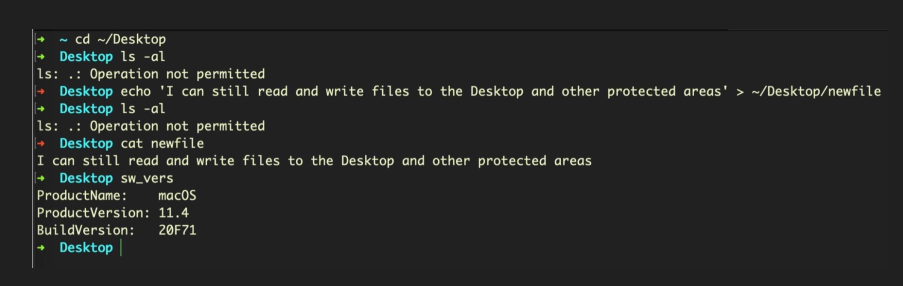 ➜  ~ cd ~/Desktop
➜  Desktop ls -al
ls: .: Operation not permitted
➜  Desktop echo 'I can still read and write files to the Desktop and other protected areas' > ~/Desktop/newfile
➜  Desktop ls -al
ls: .: Operation not permitted
➜  Desktop cat newfile
I can still read and write files to the Desktop and other protected areas
➜  Desktop sw_vers
ProductName:    macOS
ProductVersion: 11.4
BuildVersion:   20F71
➜  Desktop